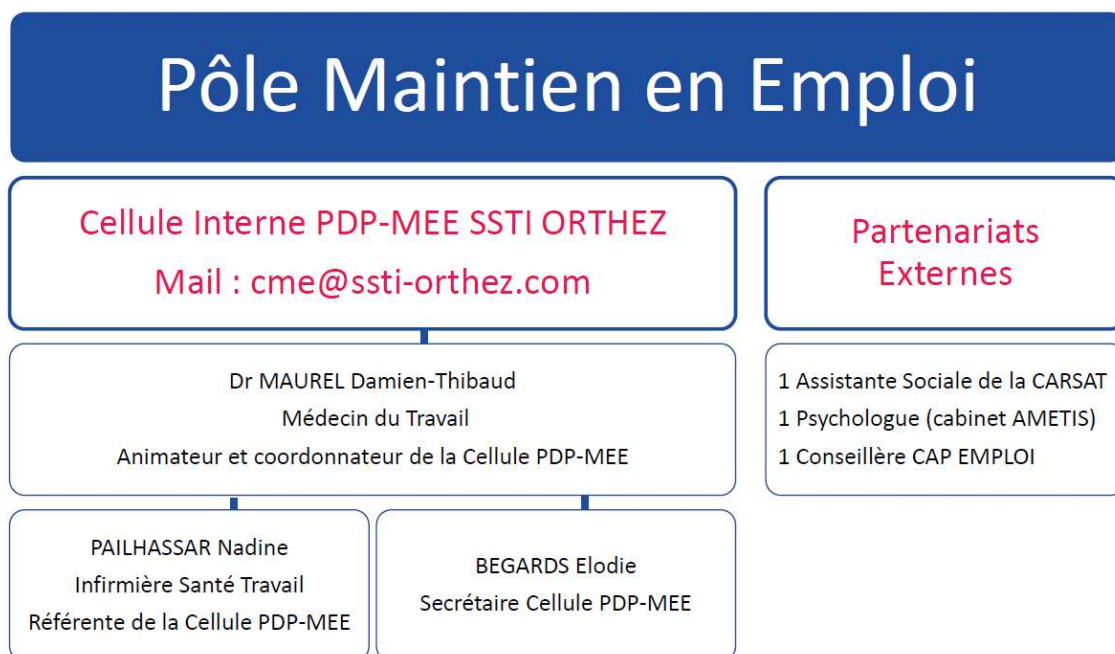 Pôle Maintien en Emploi
Cellule Interne PDP-MEE SSTI ORTHEZ
Mail : cme@ssti-orthez.com
Partenariats
Externes
Dr MAUREL Damien-Thibaud
Médecin du Travail
Animateur et coordonnateur de la Cellule PDP-MEE
1 Assistante Sociale de la CARSAT
1 Psychologue (cabinet AMETIS)
1 Conseillère CAP EMPLOI
PAILHASSAR Nadine
Infirmière Santé Travail
Référente de la Cellule PDP-MEE
BEGARDS Elodie
Secrétaire Cellule PDP-MEE